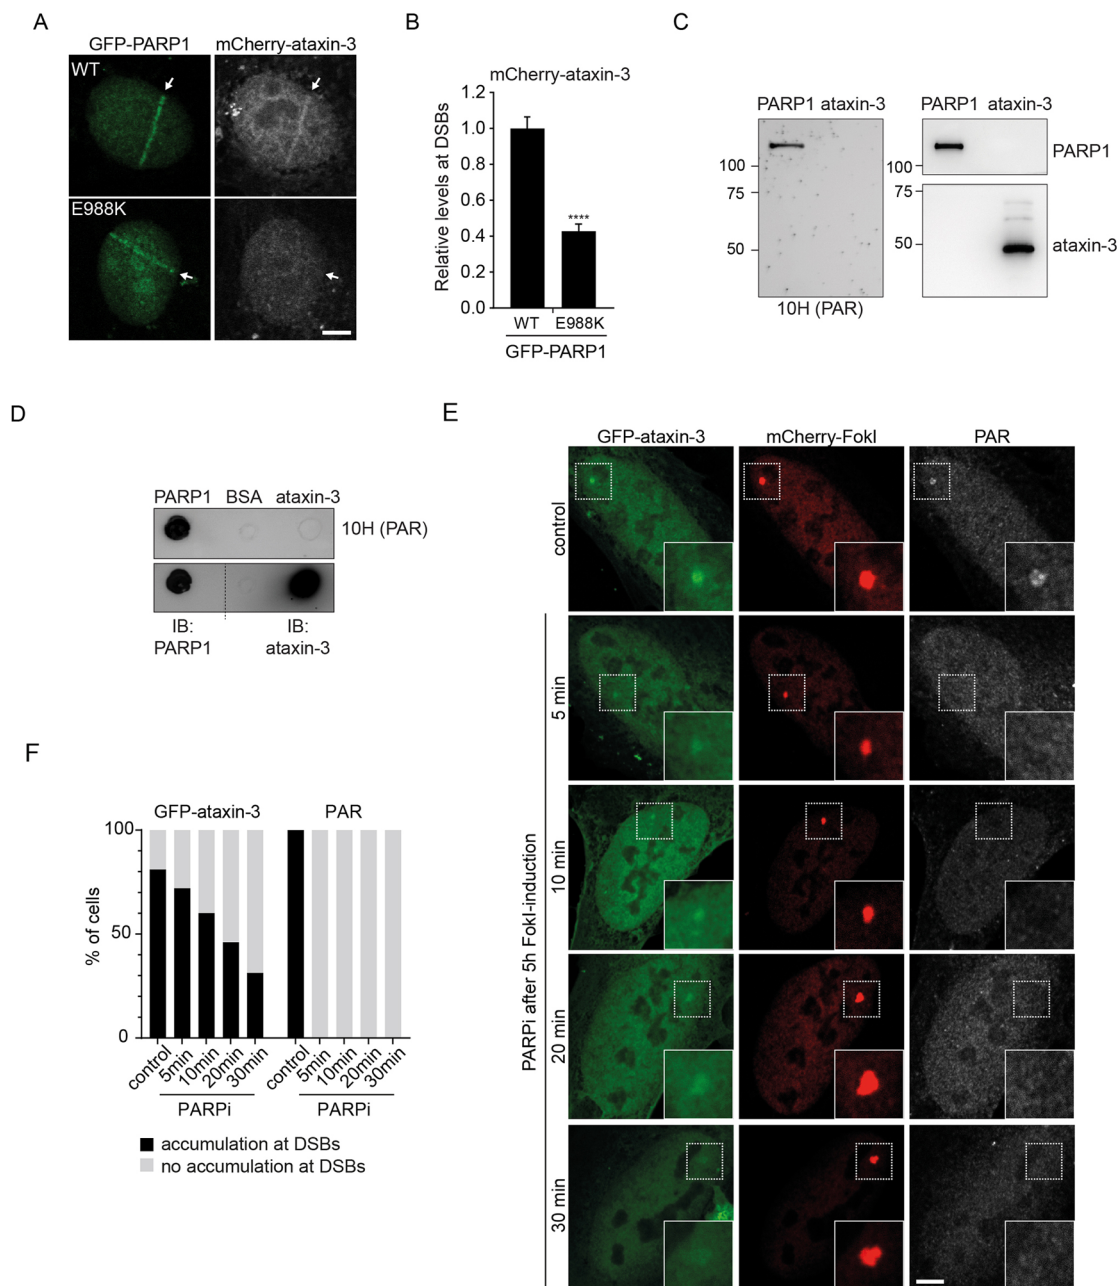 A
GFP-PARP1 mCherry-ataxin-3
WT
E988K
B
mCherry-ataxin-3
Relative levels at DSBs
1.2
1.0
0.8
0.6
0.4
0.2
0.0
****
WT E988K
GFP-PARP1
C
PARP1 ataxin-3
100
75
50
10H (PAR)
PARP1 ataxin-3
100
PARP1
75
50
ataxin-3
D
PARP1 BSA ataxin-3
10H (PAR)
IB: IB:
PARP1 ataxin-3
E
GFP-ataxin-3 mCherry-FokI PAR
control
5 min
10 min
20 min
30 min
PARPi after 5h FokI-induction
F
GFP-ataxin-3 PAR
% of cells
100
50
0
control 5min 10min 20min 30min control 5min 10min 20min 30min
PARPi PARPi
accumulation at DSBs
no accumulation at DSBs